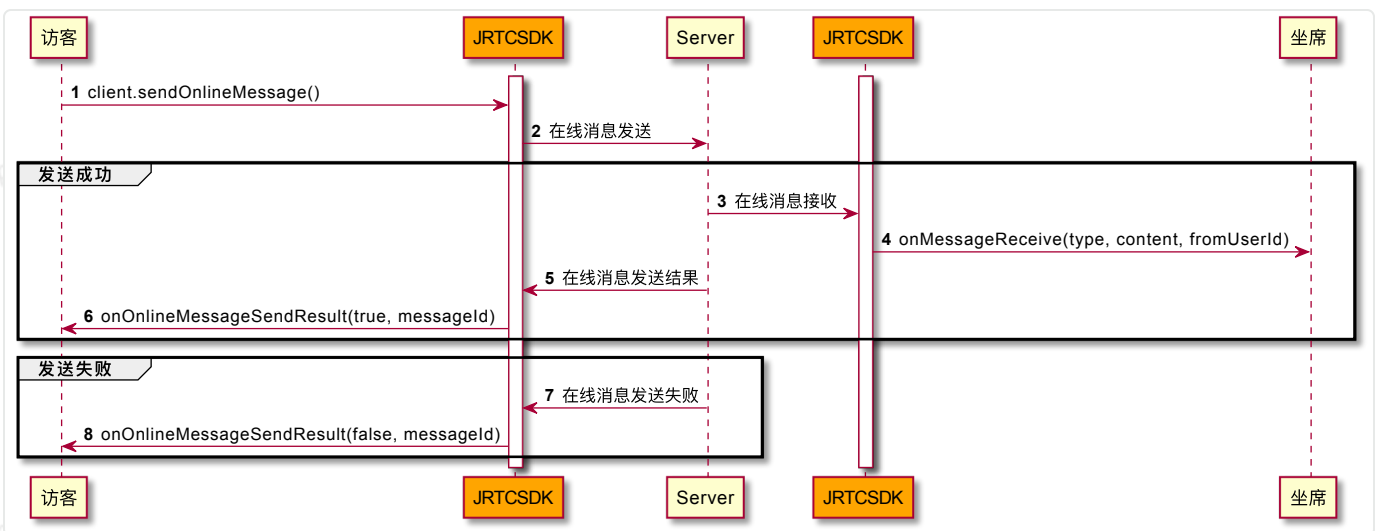 访客 JRTCSDK Server JRTCSDK 坐席
1 client.sendOnlineMessage()
2 在线消息发送
发送成功
3 在线消息接收
4 onMessageReceive(type, content, fromUserId)
5 在线消息发送结果
6 onOnlineMessageSendResult(true, messageId)
发送失败
7 在线消息发送失败
8 onOnlineMessageSendResult(false, messageId)
访客 JRTCSDK Server JRTCSDK 坐席